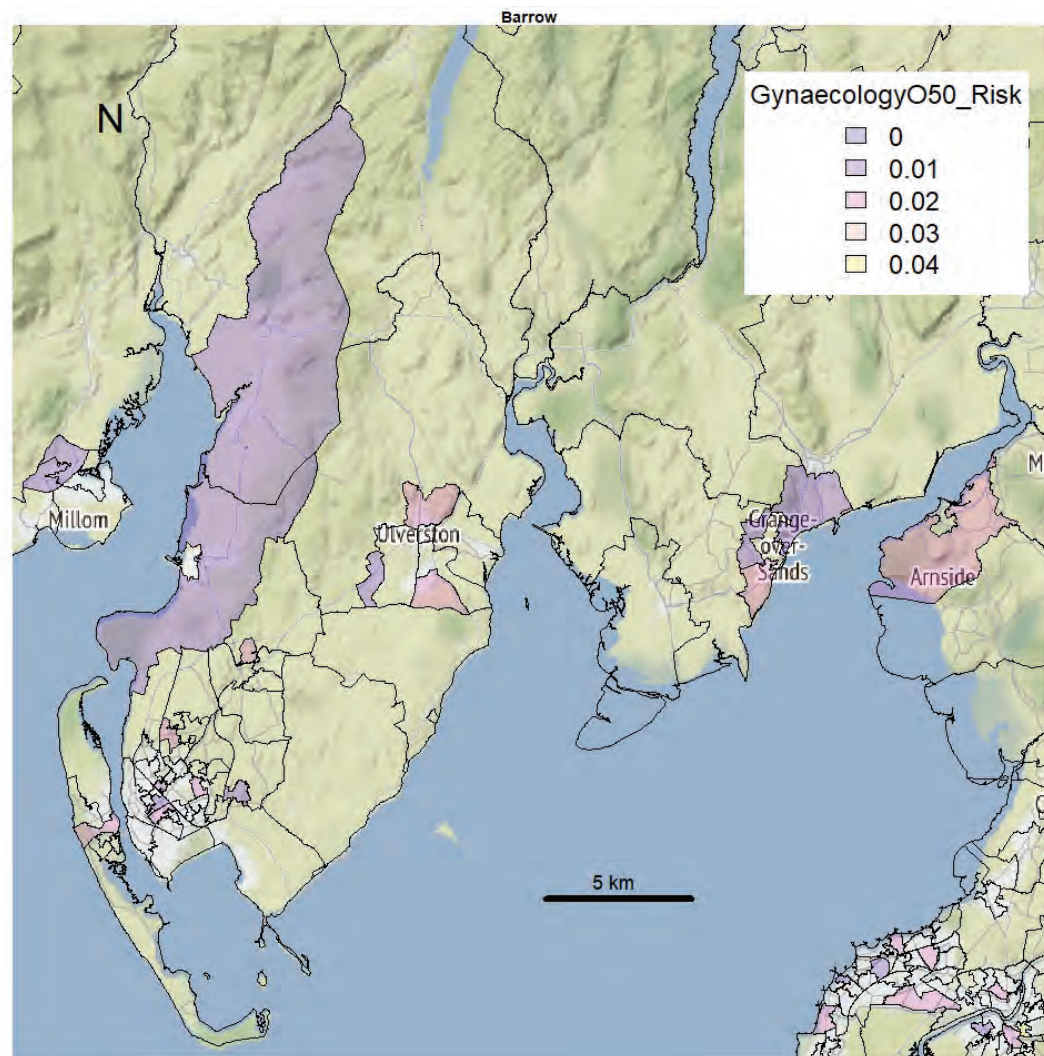 Barrow
N
GynaecologyO50_Risk
0
0.01
0.02
0.03
0.04
M
Millom
Ulverston
Grange-
over-
Sands
Arnside
C
5 km